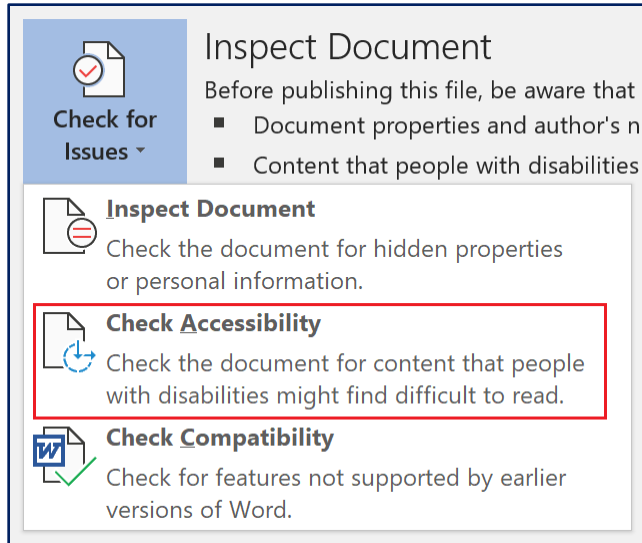 Inspect Document
Before publishing this file, be aware that
Check for
Issues
▪ Document properties and author's n
▪ Content that people with disabilities
Inspect Document
Check the document for hidden properties
or personal information.
Check Accessibility
Check the document for content that people
with disabilities might find difficult to read.
W
Check Compatibility
Check for features not supported by earlier
versions of Word.